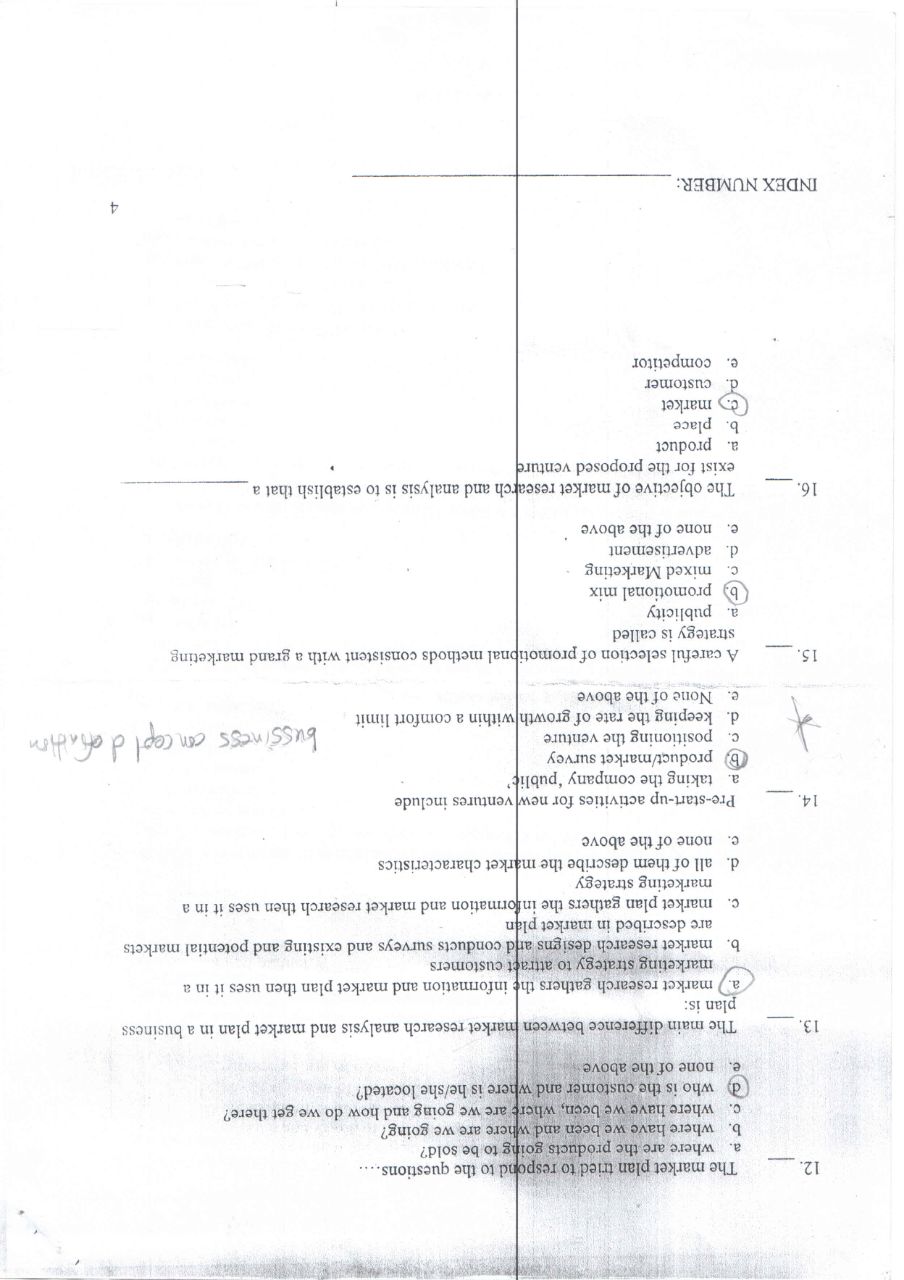 12. ___ The market plan tried to respond to the questions….
a. where are the products going to be sold?
b. where have we been and where are we going?
c. where have we been, where are we going and how do we get there?
d. who is the customer and where is he/she located?
e. none of the above
13. ___ The main difference between market research analysis and market plan in a business
plan is:
a. market research gathers the information and market plan then uses it in a
marketing strategy to attract customers
b. market research designs and conducts surveys and existing and potential markets
are described in market plan
c. market plan gathers the information and market research then uses it in a
marketing strategy
d. all of them describe the market characteristics
e. none of the above
14. ___ Pre-start-up activities for new ventures include
a. taking the company ‘public’
b. product/market survey
c. positioning the venture
bussiness concept defination
d. keeping the rate of growth within a comfort limit
e. None of the above
15. ___ A careful selection of promotional methods consistent with a grand marketing
strategy is called
a. publicity
b. promotional mix
c. mixed Marketing
d. advertisement
e. none of the above
16. ___ The objective of market research and analysis is to establish that a ______________
exist for the proposed venture
a. product
b. place
c. market
d. customer
e. competitor
4
INDEX NUMBER: ___________________________________